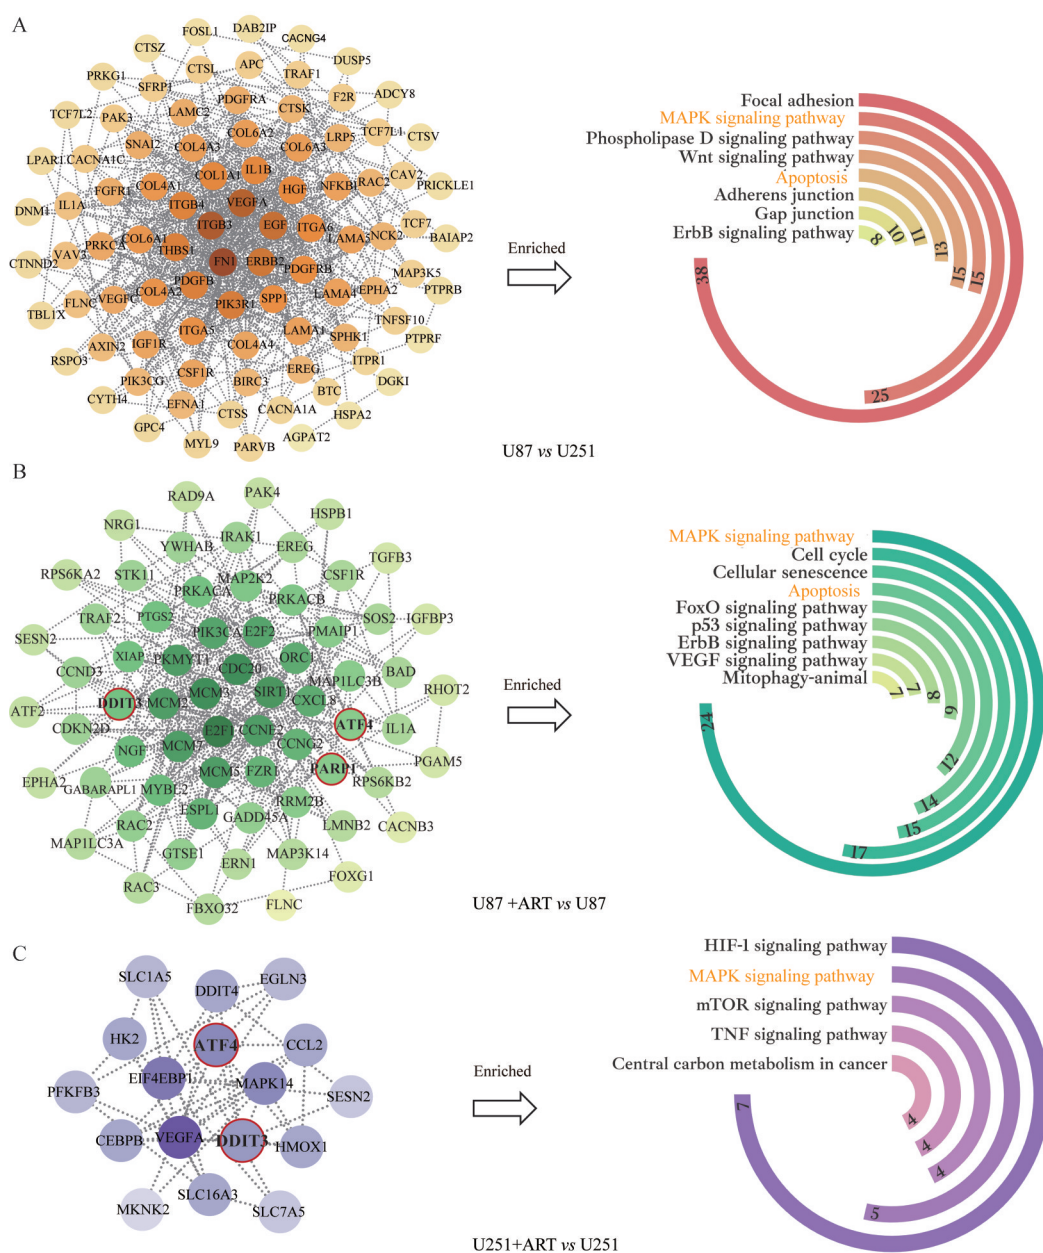 A
FOSL1
DAB2IP
CACNG4
CTSZ
CTSL
APC
TRAF1
DUSP5
PRKG1
SFRP1
PDGFRA
CTSK
F2R
ADCY8
TCF7L2
PAK3
LAMC2
COL6A2
LRP5
TCF7L1
CTSV
SNAI2
COL4A3
COL6A3
LPAR1
CACNA1C
COL1A1
IL1B
NFKB1
RAC2
CAV2
PRICKLE1
FGFR1
COL4A1
VEGFA
HGF
DNM1
IL1A
ITGB4
ITGB3
EGF
ITGA6
TCF7
BAIAP2
CTNND2
VAV3
PRKCA
COL6A1
THBS1
FN1
ERBB2
PDGFRB
LAMA5
NCK2
MAP3K5
PTPRB
TBL1X
FLNC
VEGFC
COL4A2
PDGFB
PIK3R1
SPP1
LAMA4
EPHA2
TNFSF10
PTPRF
RSPO3
AXIN2
IGF1R
ITGA5
COL4A4
LAMA1
SPHK1
ITPR1
CYTH4
PIK3CG
CSF1R
BIRC3
EREG
BTC
DGKI
GPC4
EFNA1
CTSS
CACNA1A
HSPA2
MYL9
PARVB
AGPAT2
Enriched
Focal adhesion
MAPK signaling pathway
Phospholipase D signaling pathway
Wnt signaling pathway
Apoptosis
Adherens junction
Gap junction
ErbB signaling pathway
8
10
11
13
15
15
38
25
U87 vs U251
B
RAD9A
PAK4
HSPB1
NRG1
YWHAB
IRAK1
EREG
TGFB3
RPS6KA2
STK11
PRKACA
MAP2K2
PRKACB
CSF1R
SESN2
TRAF2
PTGS2
PIK3CA
E2F2
PMAIP1
SOS2
IGFBP3
XIAP
PKMYT1
CDC20
ORC1
MAP1LC3B
BAD
CCND3
DDIT3
MCM2
MCM3
SIRT1
CXCL8
RHOT2
ATF2
CDKN2D
E2F1
CCNE2
ATF4
IL1A
NGF
MCM7
CCNG2
PARP1
PGAM5
EPHA2
GABARAPL1
MYBL2
MCM5
FZR1
RPS6KB2
ESPL1
RRM2B
CACNB3
RAC2
GADD45A
LMNB2
MAP1LC3A
GTSE1
ERN1
MAP3K14
FOXG1
RAC3
FBXO32
FLNC
Enriched
MAPK signaling pathway
Cell cycle
Cellular senescence
Apoptosis
FoxO signaling pathway
p53 signaling pathway
ErbB signaling pathway
VEGF signaling pathway
Mitophagy-animal
7
7
8
9
24
12
14
15
17
U87 +ART vs U87
C
SLC1A5
DDIT4
EGLN3
HK2
ATF4
CCL2
PFKFB3
EIF4EBP1
MAPK14
SESN2
CEBPB
VEGFA
DDIT3
HMOX1
MKNK2
SLC16A3
SLC7A5
Enriched
HIF-1 signaling pathway
MAPK signaling pathway
mTOR signaling pathway
TNF signaling pathway
Central carbon metabolism in cancer
7
4
4
4
5
U251+ART vs U251